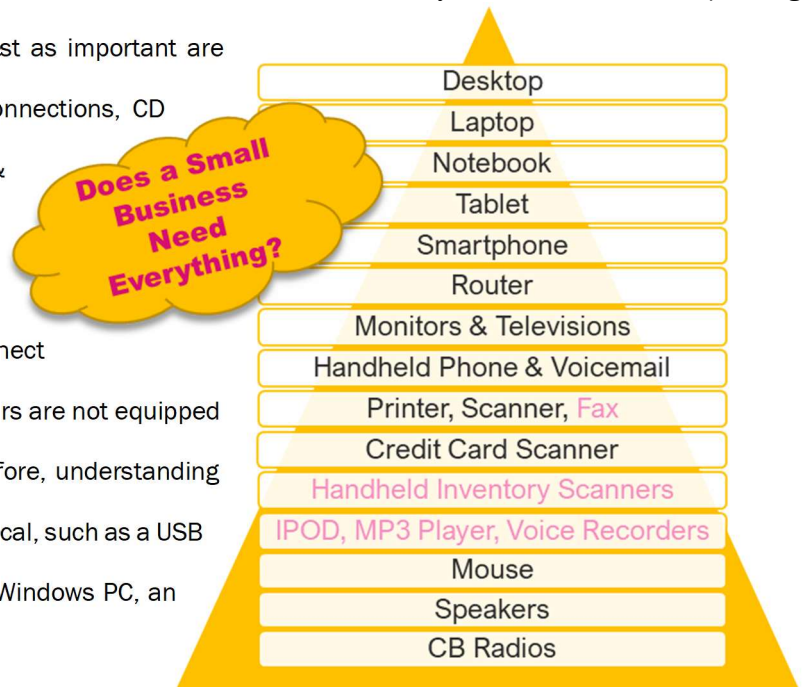 st as important are
onnections, CD
Does a Small
Business
Need
Everything?
nect
rs are not equipped
fore, understanding
cal, such as a USB
Windows PC, an
Desktop
Laptop
Notebook
Tablet
Smartphone
Router
Monitors & Televisions
Handheld Phone & Voicemail
Printer, Scanner, Fax
Credit Card Scanner
Handheld Inventory Scanners
IPOD, MP3 Player, Voice Recorders
Mouse
Speakers
CB Radios